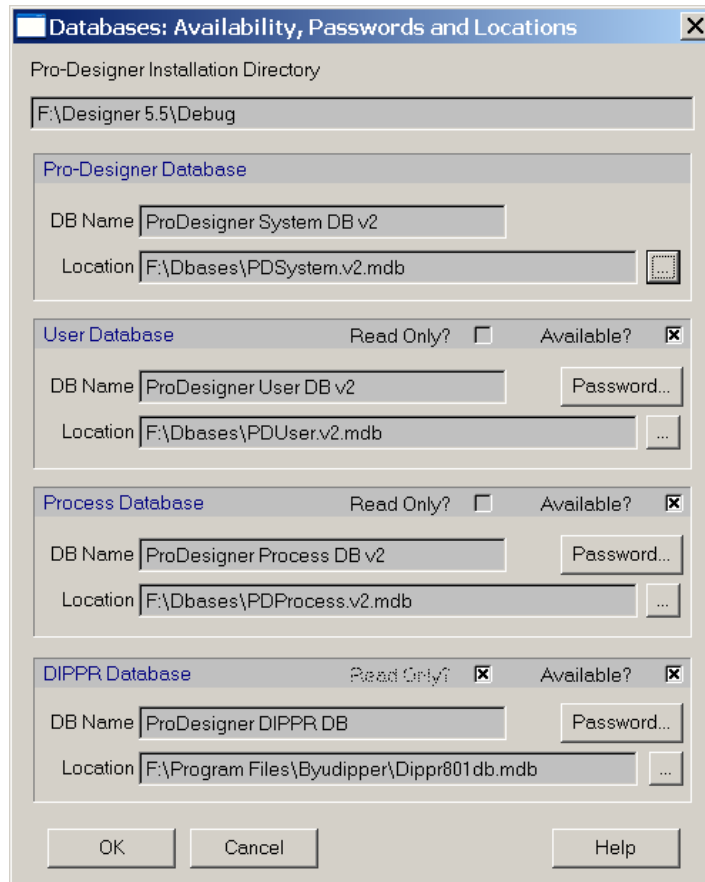 Databases: Availability, Passwords and Locations
Pro-Designer Installation Directory
F:\Designer 5.5\Debug
Pro-Designer Database
DB Name ProDesigner System DB v2
Location F:\Dbases\PDSystem.v2.mdb ...
User Database Read Only? Available?
DB Name ProDesigner User DB v2 Password...
Location F:\Dbases\PDUser.v2.mdb ...
Process Database Read Only? Available?
DB Name ProDesigner Process DB v2 Password...
Location F:\Dbases\PDProcess.v2.mdb ...
DIPPR Database Read Only? Available?
DB Name ProDesigner DIPPR DB Password...
Location F:\Program Files\Byudipper\Dippr801db.mdb ...
OK Cancel Help